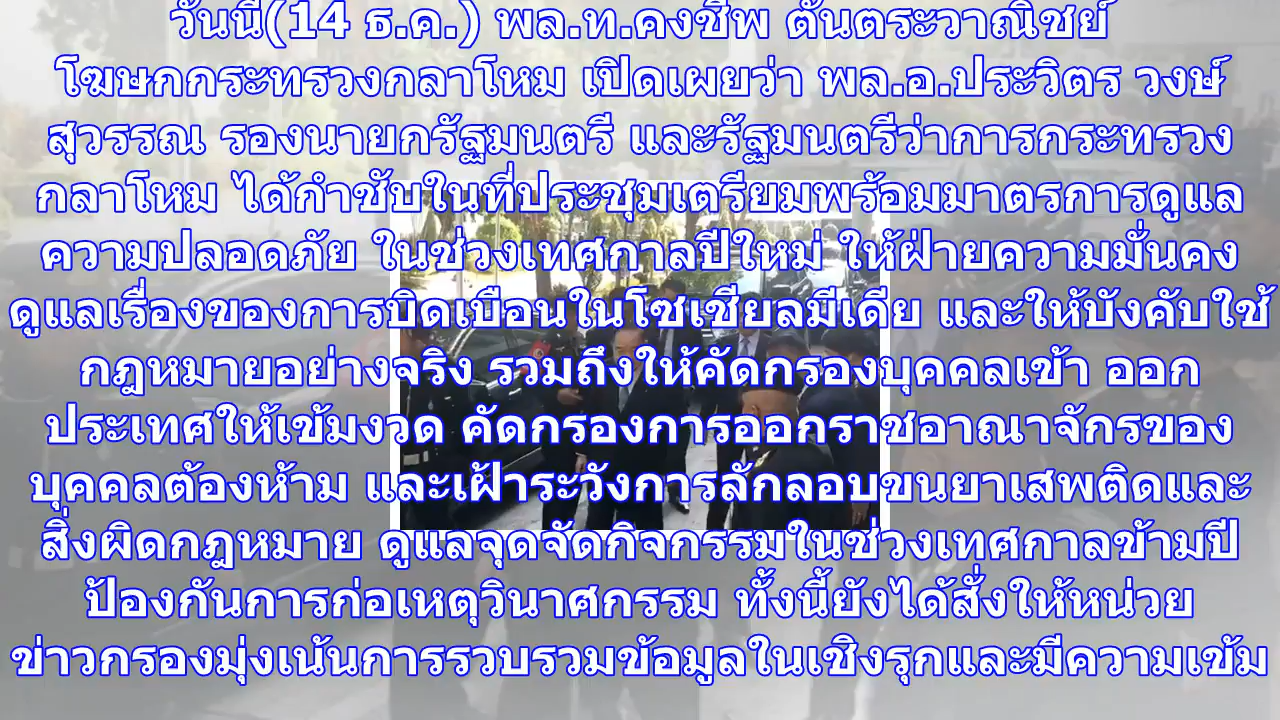 วันนี้(14 ธ.ค.) พล.ท.คงชีพ ตันตระวาณิชย์
โฆษกกระทรวงกลาโหม เปิดเผยว่า พล.อ.ประวิตร วงษ์
สุวรรณ รองนายกรัฐมนตรี และรัฐมนตรีว่าการกระทรวง
กลาโหม ได้กำชับในที่ประชุมเตรียมพร้อมมาตรการดูแล
ความปลอดภัย ในช่วงเทศกาลปีใหม่ ให้ฝ่ายความมั่นคง
ดูแลเรื่องของการบิดเบือนในโซเชียลมีเดีย และให้บังคับใช้
กฎหมายอย่างจริง รวมถึงให้คัดกรองบุคคลเข้า ออก
ประเทศให้เข้มงวด คัดกรองการออกราชอาณาจักรของ
บุคคลต้องห้าม และเฝ้าระวังการลักลอบขนยาเสพติดและ
สิ่งผิดกฎหมาย ดูแลจุดจัดกิจกรรมในช่วงเทศกาลข้ามปี
ป้องกันการก่อเหตุวินาศกรรม ทั้งนี้ยังได้สั่งให้หน่วย
ข่าวกรองมุ่งเน้นการรวบรวมข้อมูลในเชิงรุกและมีความเข้ม